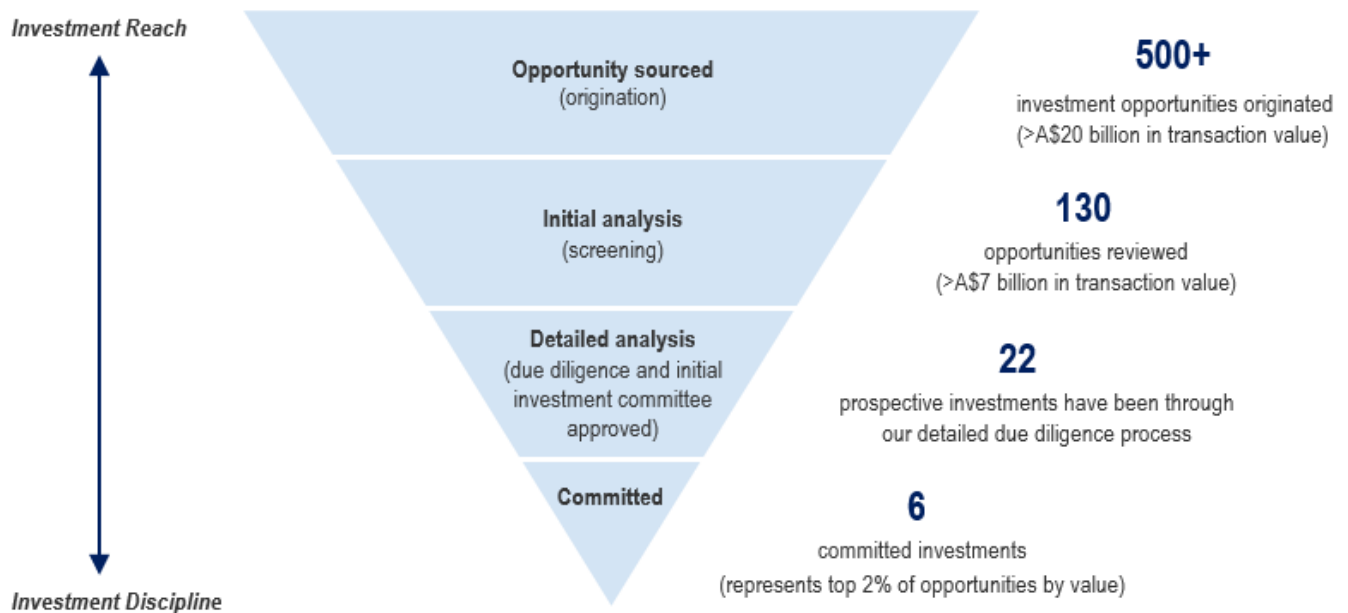 Investment Reach
Opportunity sourced
(origination)
500+
investment opportunities originated
(>A$20 billion in transaction value)
Initial analysis
(screening)
130
opportunities reviewed
(>A$7 billion in transaction value)
Detailed analysis
(due diligence and initial
investment committee
approved)
22
prospective investments have been through
our detailed due diligence process
Committed
6
committed investments
(represents top 2% of opportunities by value)
Investment Discipline